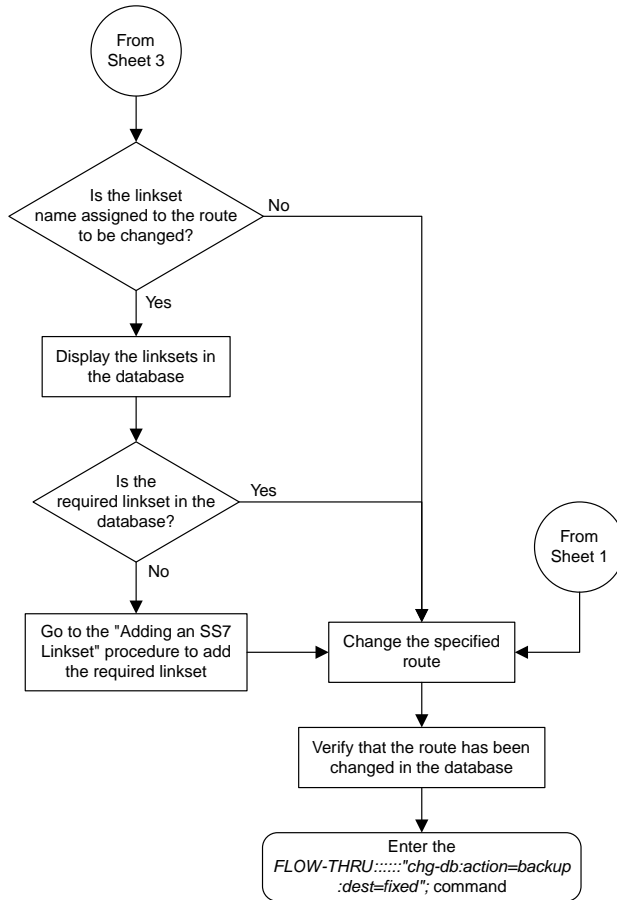 From
Sheet 3
Is the linkset
name assigned to the route
to be changed?
No
Yes
Display the linksets in
the database
Is the
required linkset in the
database?
Yes
No
From
Sheet 1
Go to the "Adding an SS7
Linkset" procedure to add
the required linkset
Change the specified
route
Verify that the route has been
changed in the database
Enter the
FLOW-THRU::::::"chg-db:action=backup
:dest=fixed"; command